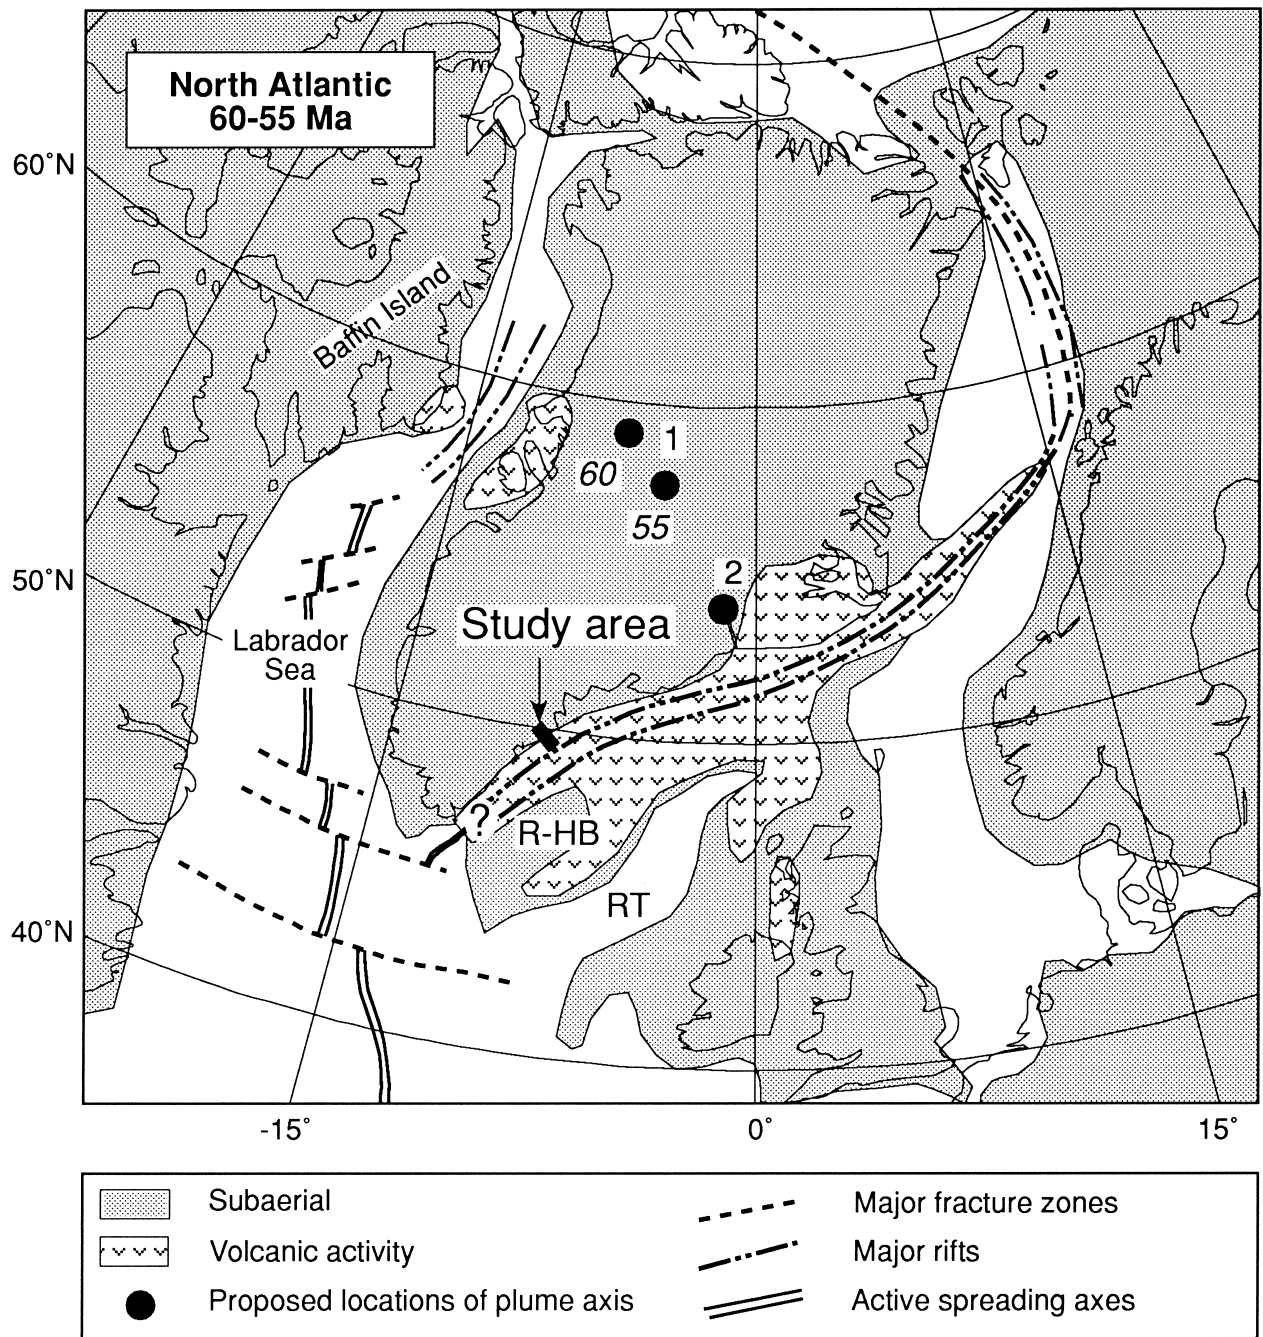 North Atlantic
60-55 Ma
60°N
Baffin Island
1
60
55
50°N
2
Study area
Labrador
Sea
?
R-HB
RT
40°N
-15°
0°
15°
Subaerial
Major fracture zones
Volcanic activity
Major rifts
Proposed locations of plume axis
Active spreading axes